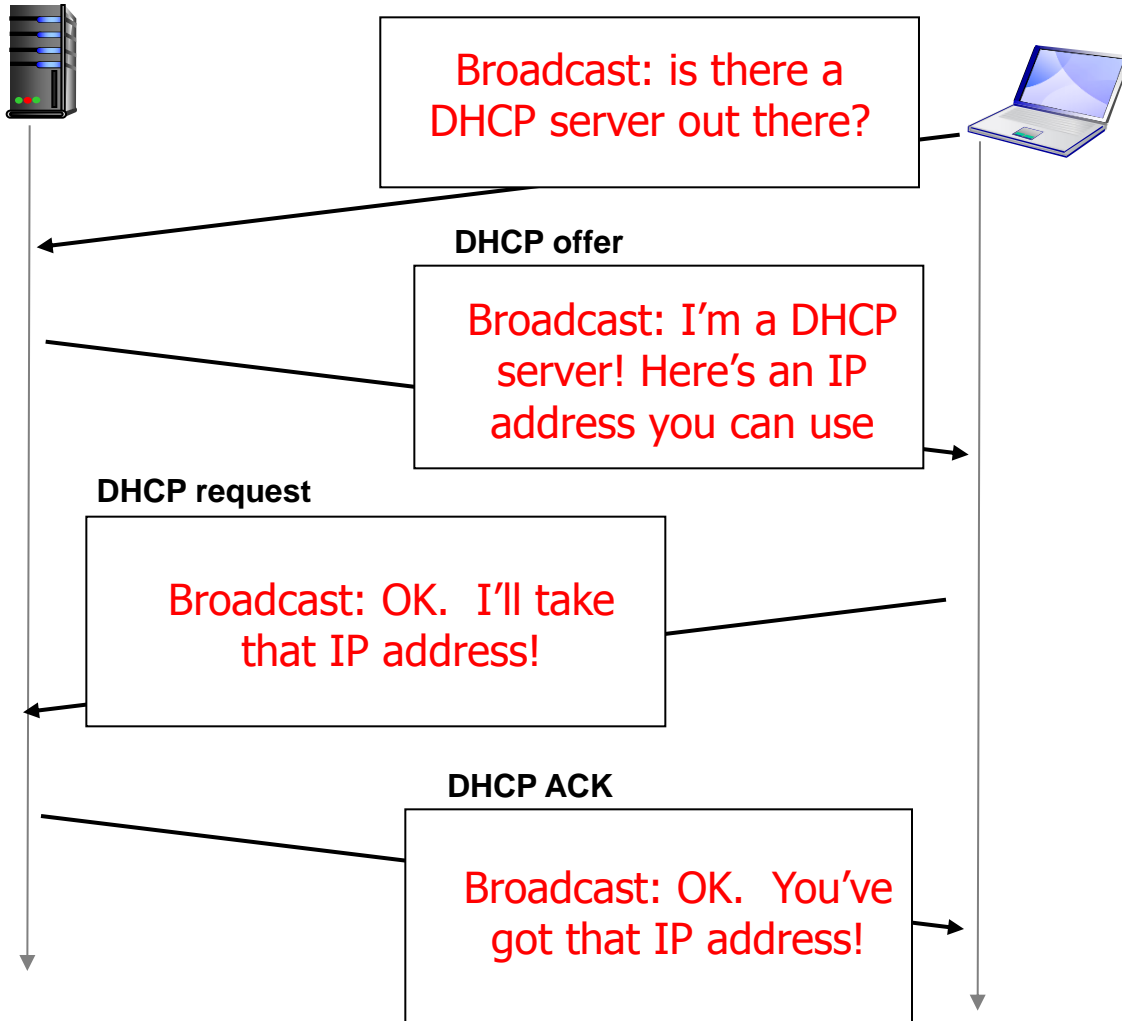 Broadcast: is there a
DHCP server out there?
DHCP offer
Broadcast: I’m a DHCP
server! Here’s an IP
address you can use
DHCP request
Broadcast: OK.  I’ll take
that IP address!
DHCP ACK
Broadcast: OK.  You’ve
got that IP address!